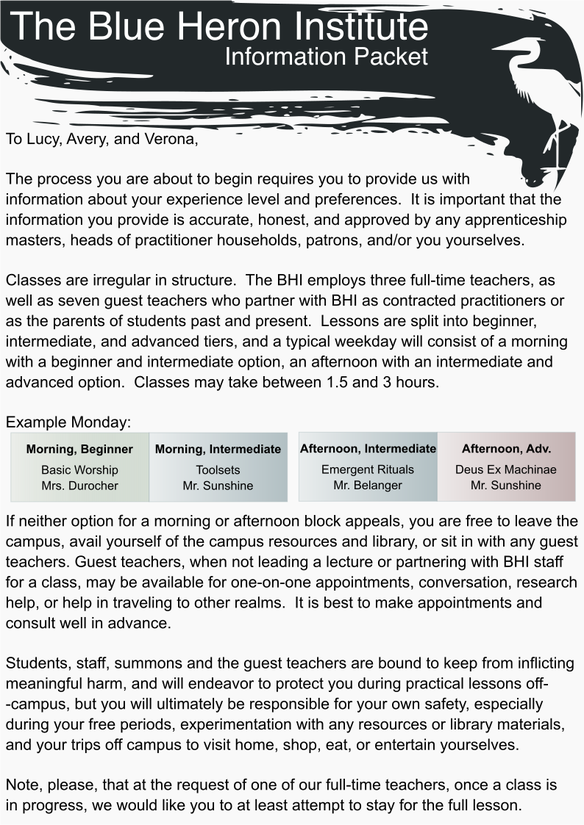 The Blue Heron Institute
Information Packet
To Lucy, Avery, and Verona,
The process you are about to begin requires you to provide us with
information about your experience level and preferences.  It is important that the
information you provide is accurate, honest, and approved by any apprenticeship
masters, heads of practitioner households, patrons, and/or you yourselves.
Classes are irregular in structure.  The BHI employs three full-time teachers, as
well as seven guest teachers who partner with BHI as contracted practitioners or
as the parents of students past and present.  Lessons are split into beginner,
intermediate, and advanced tiers, and a typical weekday will consist of a morning
with a beginner and intermediate option, an afternoon with an intermediate and
advanced option.  Classes may take between 1.5 and 3 hours.
Example Monday:
Morning, Beginner
Basic Worship
Mrs. Durocher
Morning, Intermediate
Toolsets
Mr. Sunshine
Afternoon, Intermediate
Emergent Rituals
Mr. Belanger
Afternoon, Adv.
Deus Ex Machinae
Mr. Sunshine
If neither option for a morning or afternoon block appeals, you are free to leave the
campus, avail yourself of the campus resources and library, or sit in with any guest
teachers. Guest teachers, when not leading a lecture or partnering with BHI staff
for a class, may be available for one-on-one appointments, conversation, research
help, or help in traveling to other realms.  It is best to make appointments and
consult well in advance.
Students, staff, summons and the guest teachers are bound to keep from inflicting
meaningful harm, and will endeavor to protect you during practical lessons off-
-campus, but you will ultimately be responsible for your own safety, especially
during your free periods, experimentation with any resources or library materials,
and your trips off campus to visit home, shop, eat, or entertain yourselves.
Note, please, that at the request of one of our full-time teachers, once a class is
in progress, we would like you to at least attempt to stay for the full lesson.